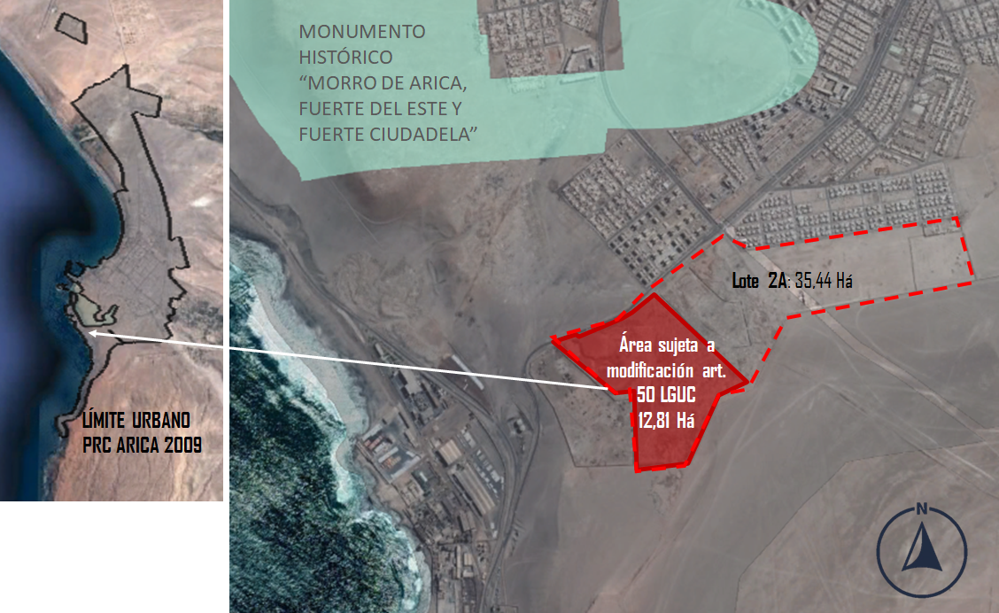 MONUMENTO
HISTÓRICO
“MORRO DE ARICA,
FUERTE DEL ESTE Y
FUERTE CIUDADELA”
Lote 2A: 35,44 Há
Área sujeta a
modificación art.
50 LGUC
12,81 Há
LÍMITE URBANO
PRC ARICA 2009
N